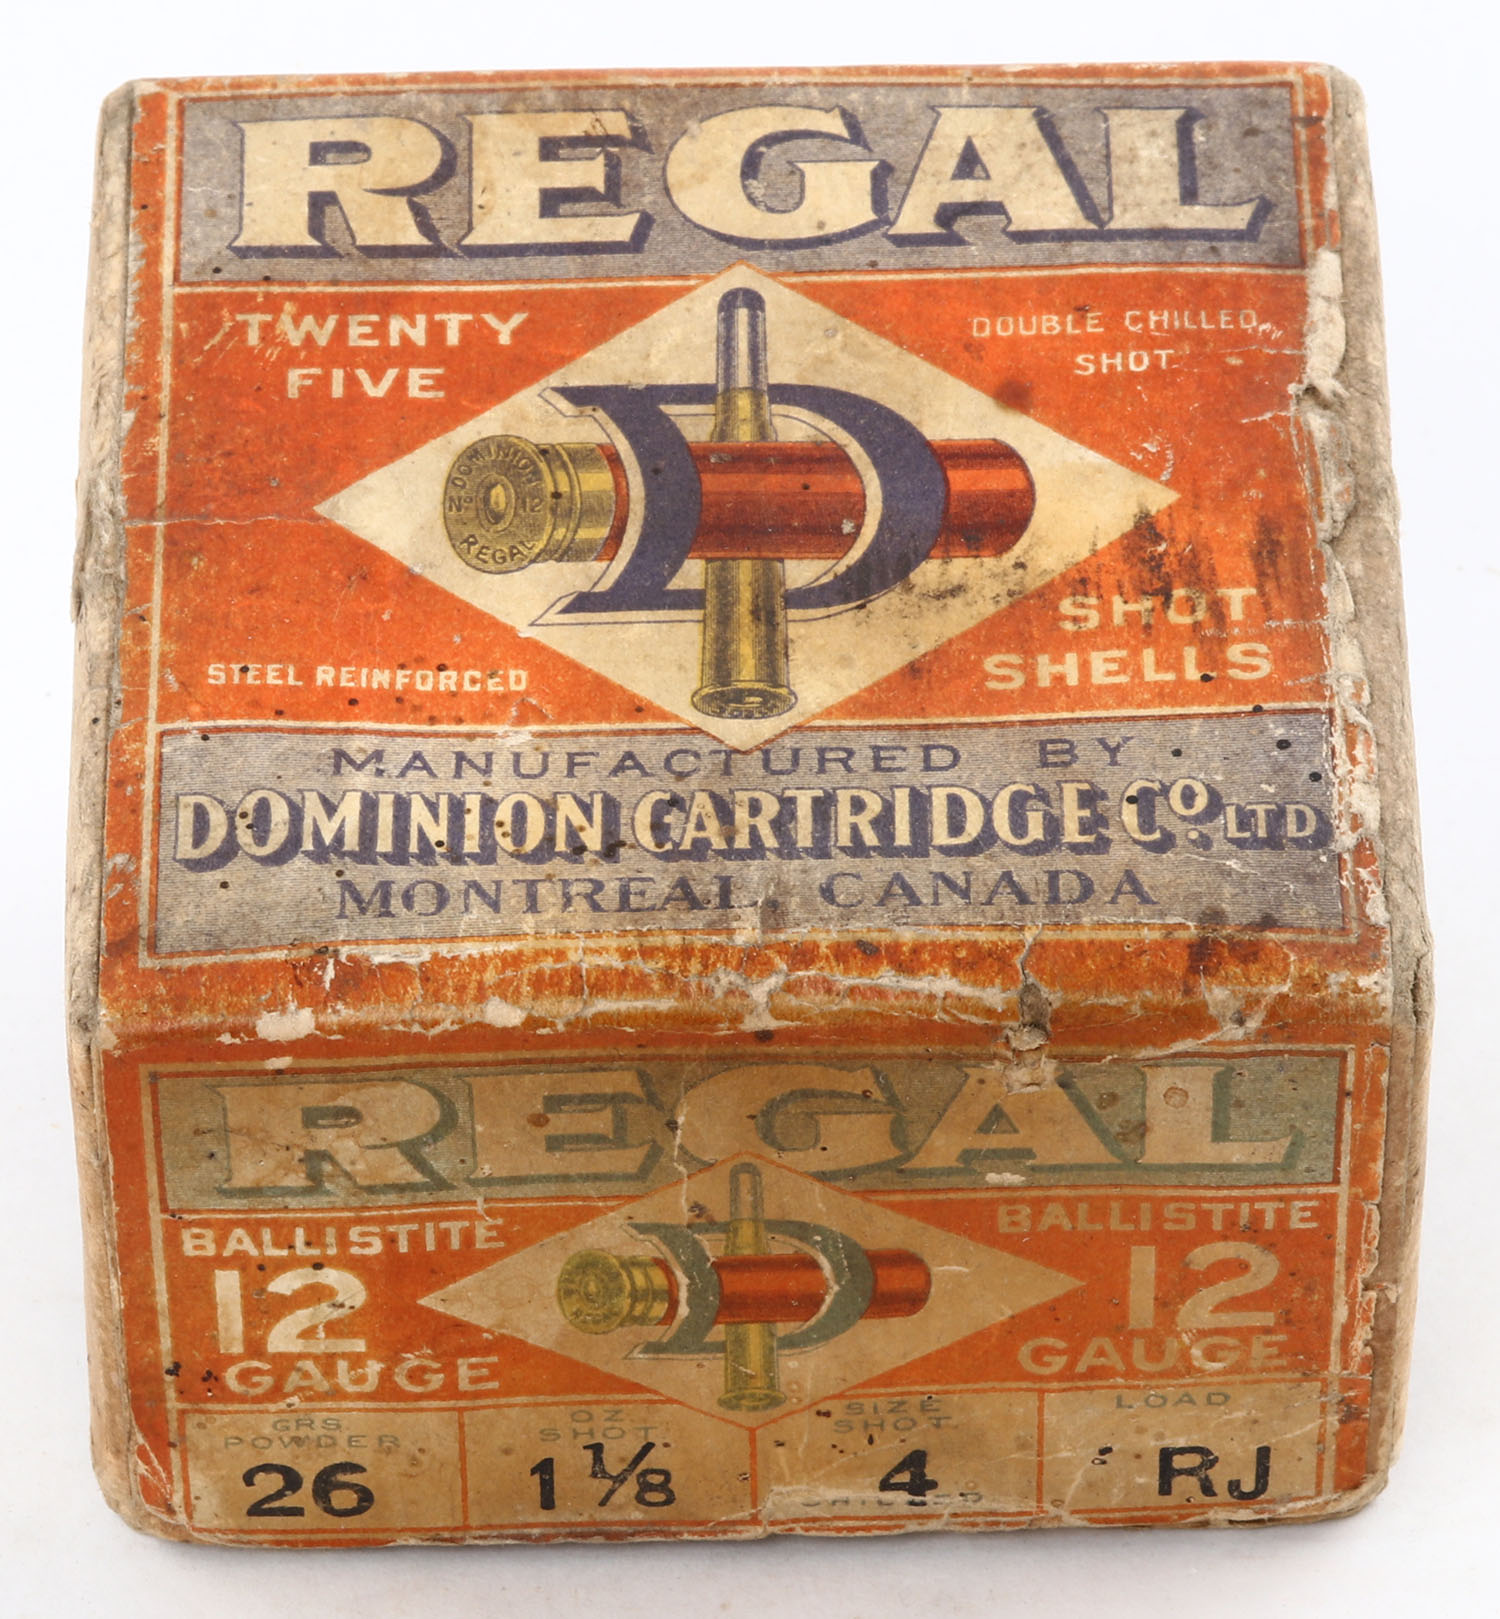 REGAL
TWENTY
FIVE
DOUBLE CHILLED
SHOT
DOMINION
No 12
REGAL
D
STEEL REINFORCED
SHOT
SHELLS
MANUFACTURED BY
DOMINION CARTRIDGE Co. LTD
MONTREAL, CANADA
REGAL
BALLISTITE
12
GAUGE
D
BALLISTITE
12
GAUGE
GRS.
POWDER
26
OZ.
SHOT.
1 1/8
SIZE
SHOT
4
CHILLED
LOAD
RJ